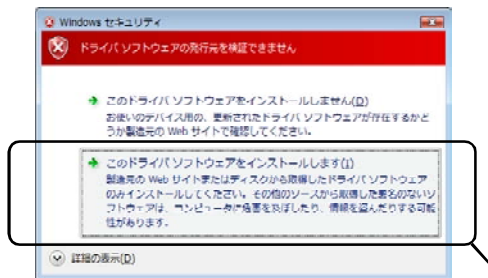 Windows セキュリティ
ドライバ ソフトウェアの発行元を検証できません
このドライバ ソフトウェアをインストールしません(D)
お使いのデバイス用の、更新されたドライバ ソフトウェアが存在するかど
うか製造元の Web サイトで確認してください。
このドライバ ソフトウェアをインストールします(I)
製造元の Web サイトまたはディスクから取得したドライバ ソフトウェア
のみインストールしてください。その他のソースから取得した署名のないソ
フトウェアは、コンピュータに危害を及ぼしたり、情報を盗んだりする可能
性があります。
詳細の表示(D)